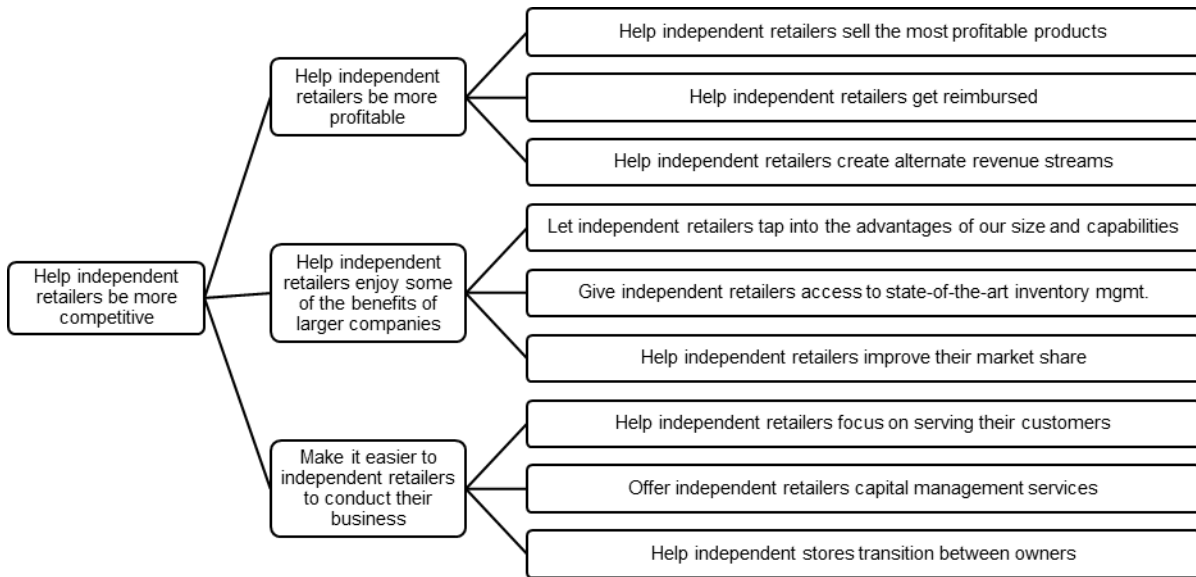 Help independent retailers be more
competitive
Help independent
retailers be more
profitable
Help independent retailers sell the most profitable products
Help independent retailers get reimbursed
Help independent retailers create alternate revenue streams
Help independent
retailers enjoy some
of the benefits of
larger companies
Let independent retailers tap into the advantages of our size and capabilities
Give independent retailers access to state-of-the-art inventory mgmt.
Help independent retailers improve their market share
Make it easier to
independent retailers
to conduct their
business
Help independent retailers focus on serving their customers
Offer independent retailers capital management services
Help independent stores transition between owners